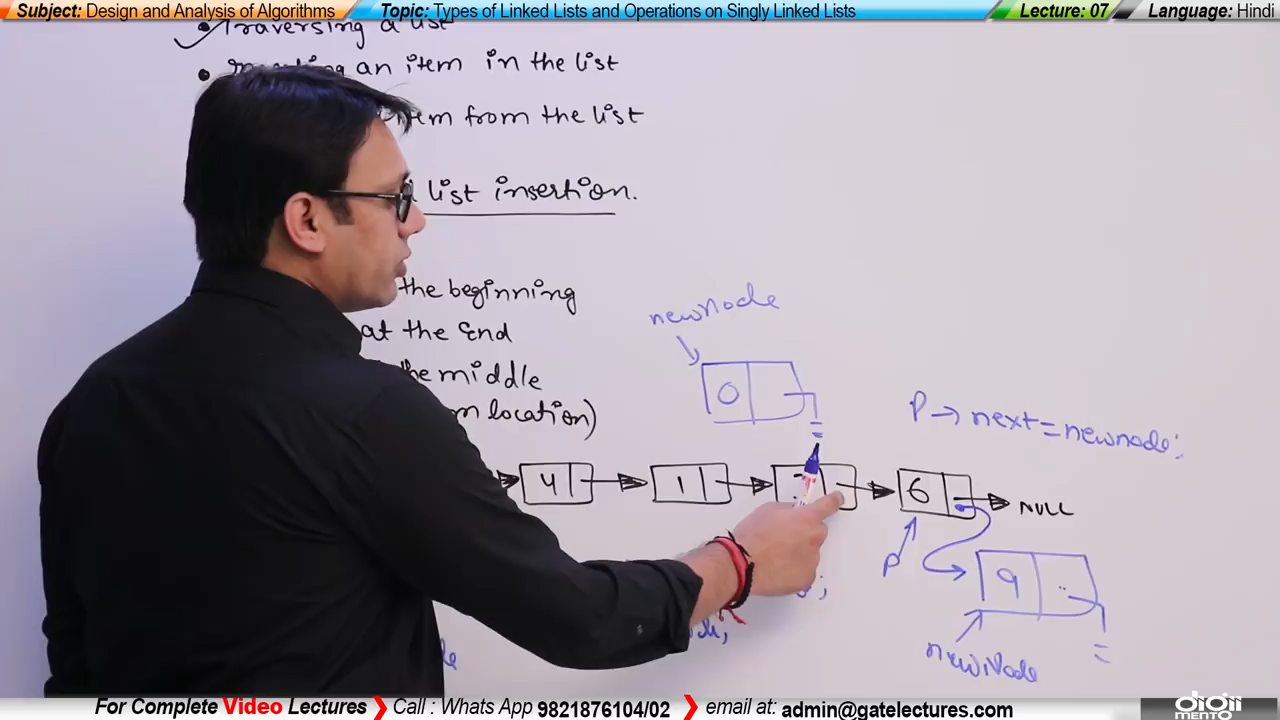 Subject: Design and Analysis of Algorithms
Topic: Types of Linked Lists and Operations on Singly Linked Lists
Lecture: 07
Language: Hindi
• Traversing a list
• an item in the list
item from the list
list insertion.
the beginning
at the End
the middle
location)
newNode
0
P → next = newnode;
4 1 6 NULL
P
9
newNode
For Complete Video Lectures ❯ Call : Whats App 9821876104/02 ❯ email at: admin@gatelectures.com
digii
MENTO